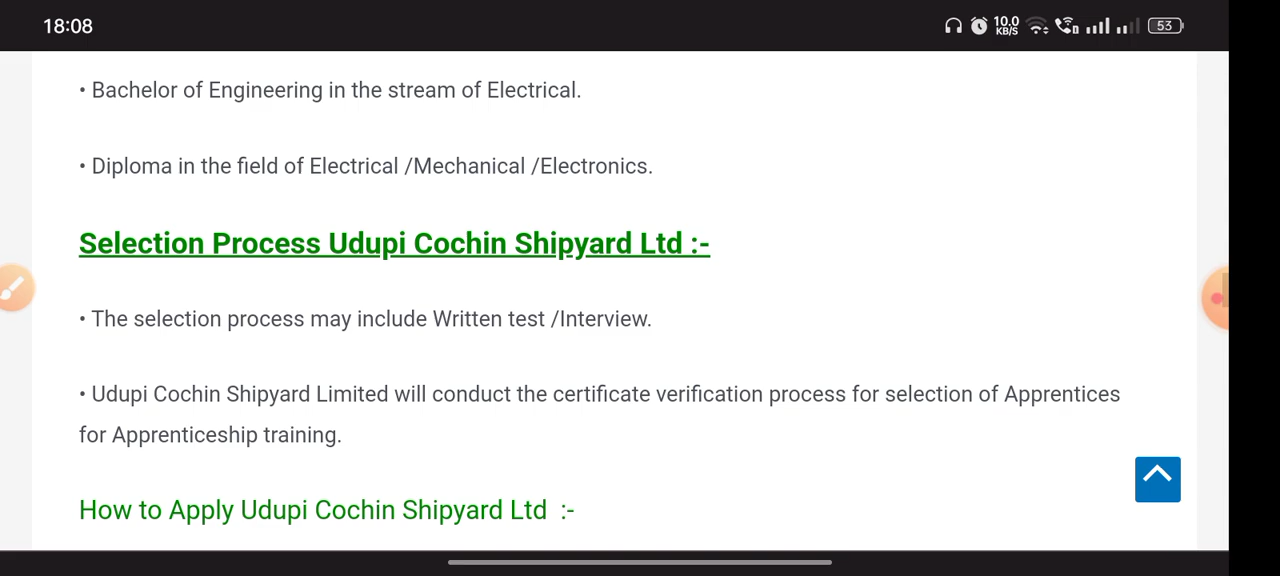 18:08
10.0
KB/S
53
• Bachelor of Engineering in the stream of Electrical.
• Diploma in the field of Electrical /Mechanical /Electronics.
Selection Process Udupi Cochin Shipyard Ltd :-
• The selection process may include Written test /Interview.
• Udupi Cochin Shipyard Limited will conduct the certificate verification process for selection of Apprentices
for Apprenticeship training.
How to Apply Udupi Cochin Shipyard Ltd  :-